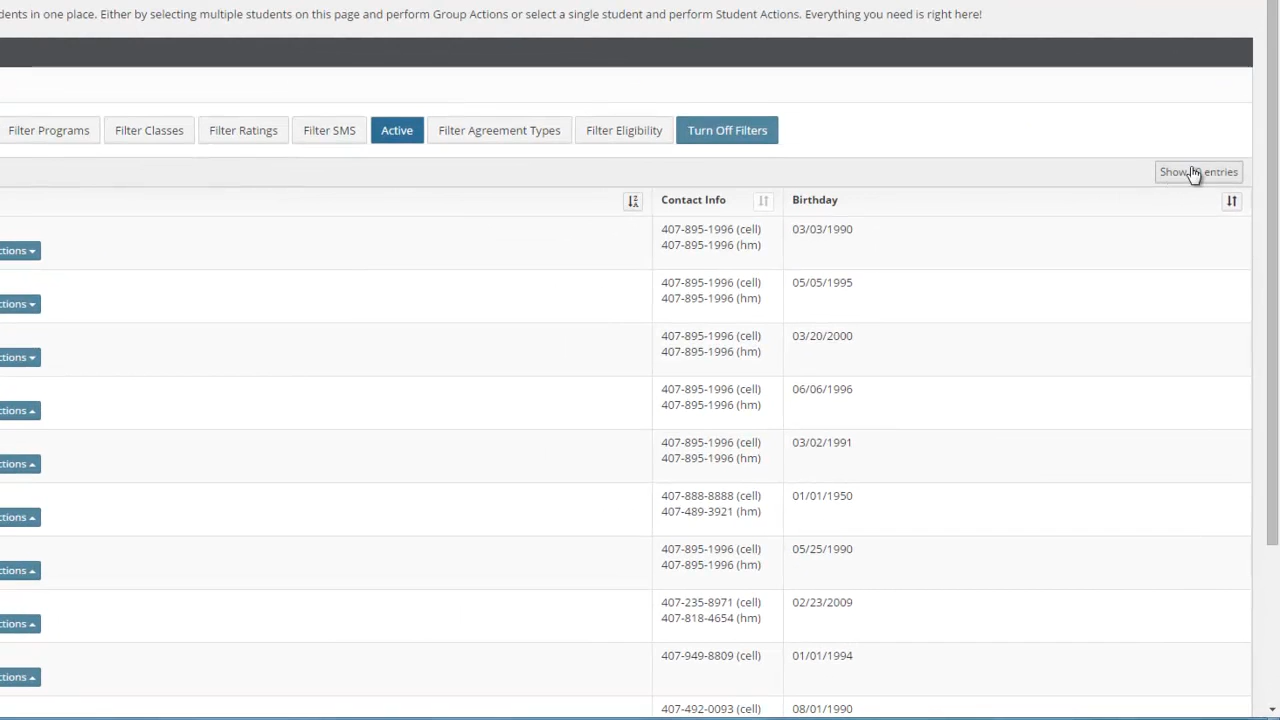 dents in one place. Either by selecting multiple students on this page and perform Group Actions or select a single student and perform Student Actions. Everything you need is right here!
Filter Programs Filter Classes Filter Ratings Filter SMS Active Filter Agreement Types Filter Eligibility Turn Off Filters
Show entries
Contact Info Birthday
407-895-1996 (cell) 03/03/1990
407-895-1996 (hm)
ctions
407-895-1996 (cell) 05/05/1995
407-895-1996 (hm)
ctions
407-895-1996 (cell) 03/20/2000
407-895-1996 (hm)
ctions
407-895-1996 (cell) 06/06/1996
407-895-1996 (hm)
ctions
407-895-1996 (cell) 03/02/1991
407-895-1996 (hm)
ctions
407-888-8888 (cell) 01/01/1950
407-489-3921 (hm)
ctions
407-895-1996 (cell) 05/25/1990
407-895-1996 (hm)
ctions
407-235-8971 (cell) 02/23/2009
407-818-4654 (hm)
ctions
407-949-8809 (cell) 01/01/1994
ctions
407-492-0093 (cell) 08/01/1990